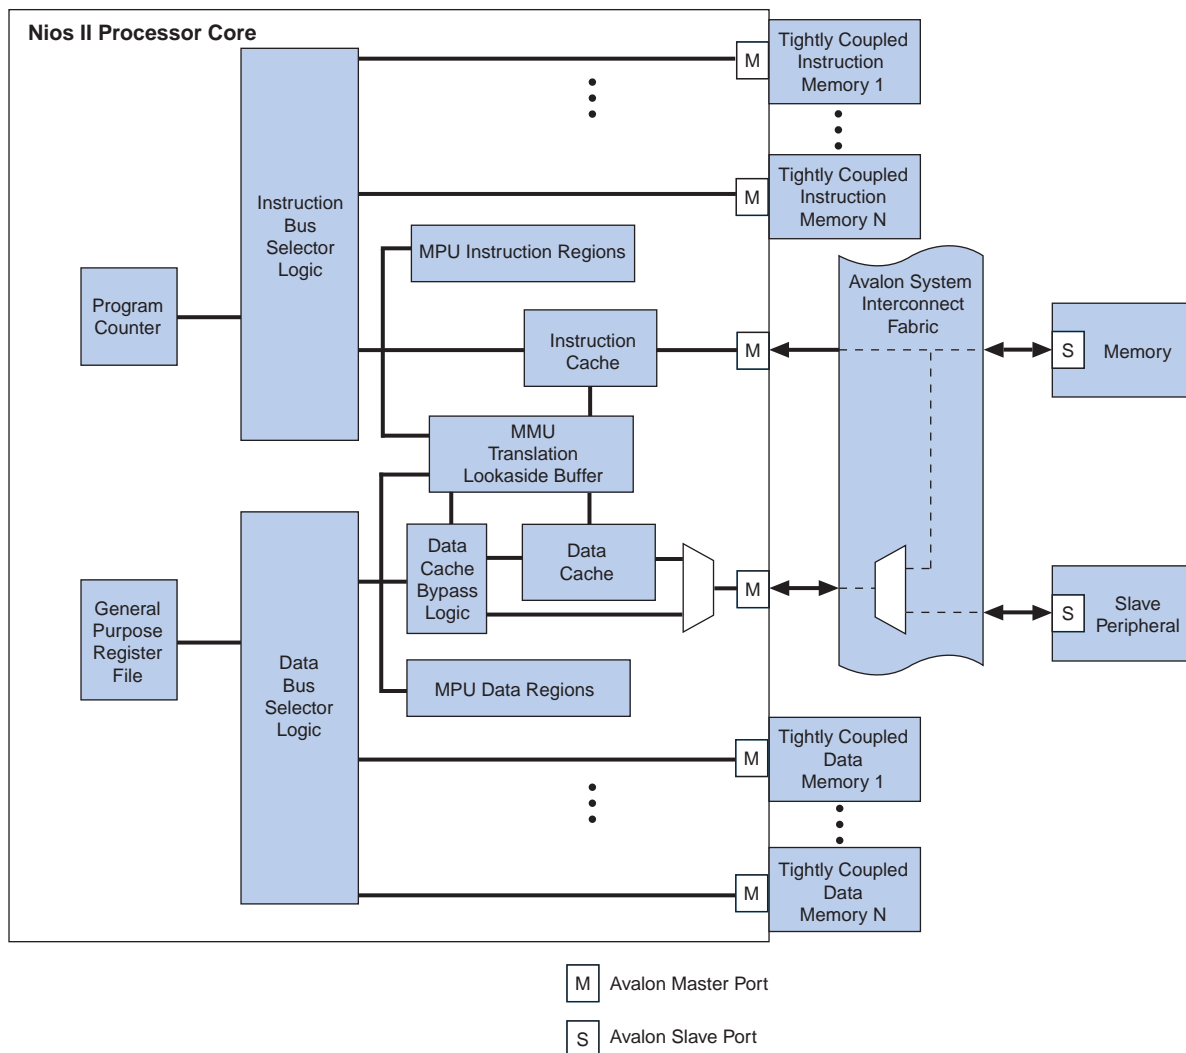 Nios II Processor Core
M
Tightly Coupled
Instruction
Memory 1
M
Tightly Coupled
Instruction
Memory N
Instruction
Bus
Selector
Logic
MPU Instruction Regions
Program
Counter
Instruction
Cache
M
Avalon System
Interconnect
Fabric
S
Memory
MMU
Translation
Lookaside Buffer
General
Purpose
Register
File
Data
Bus
Selector
Logic
Data
Cache
Bypass
Logic
Data
Cache
M
S
Slave
Peripheral
MPU Data Regions
M
Tightly Coupled
Data
Memory 1
M
Tightly Coupled
Data
Memory N
M Avalon Master Port
S Avalon Slave Port